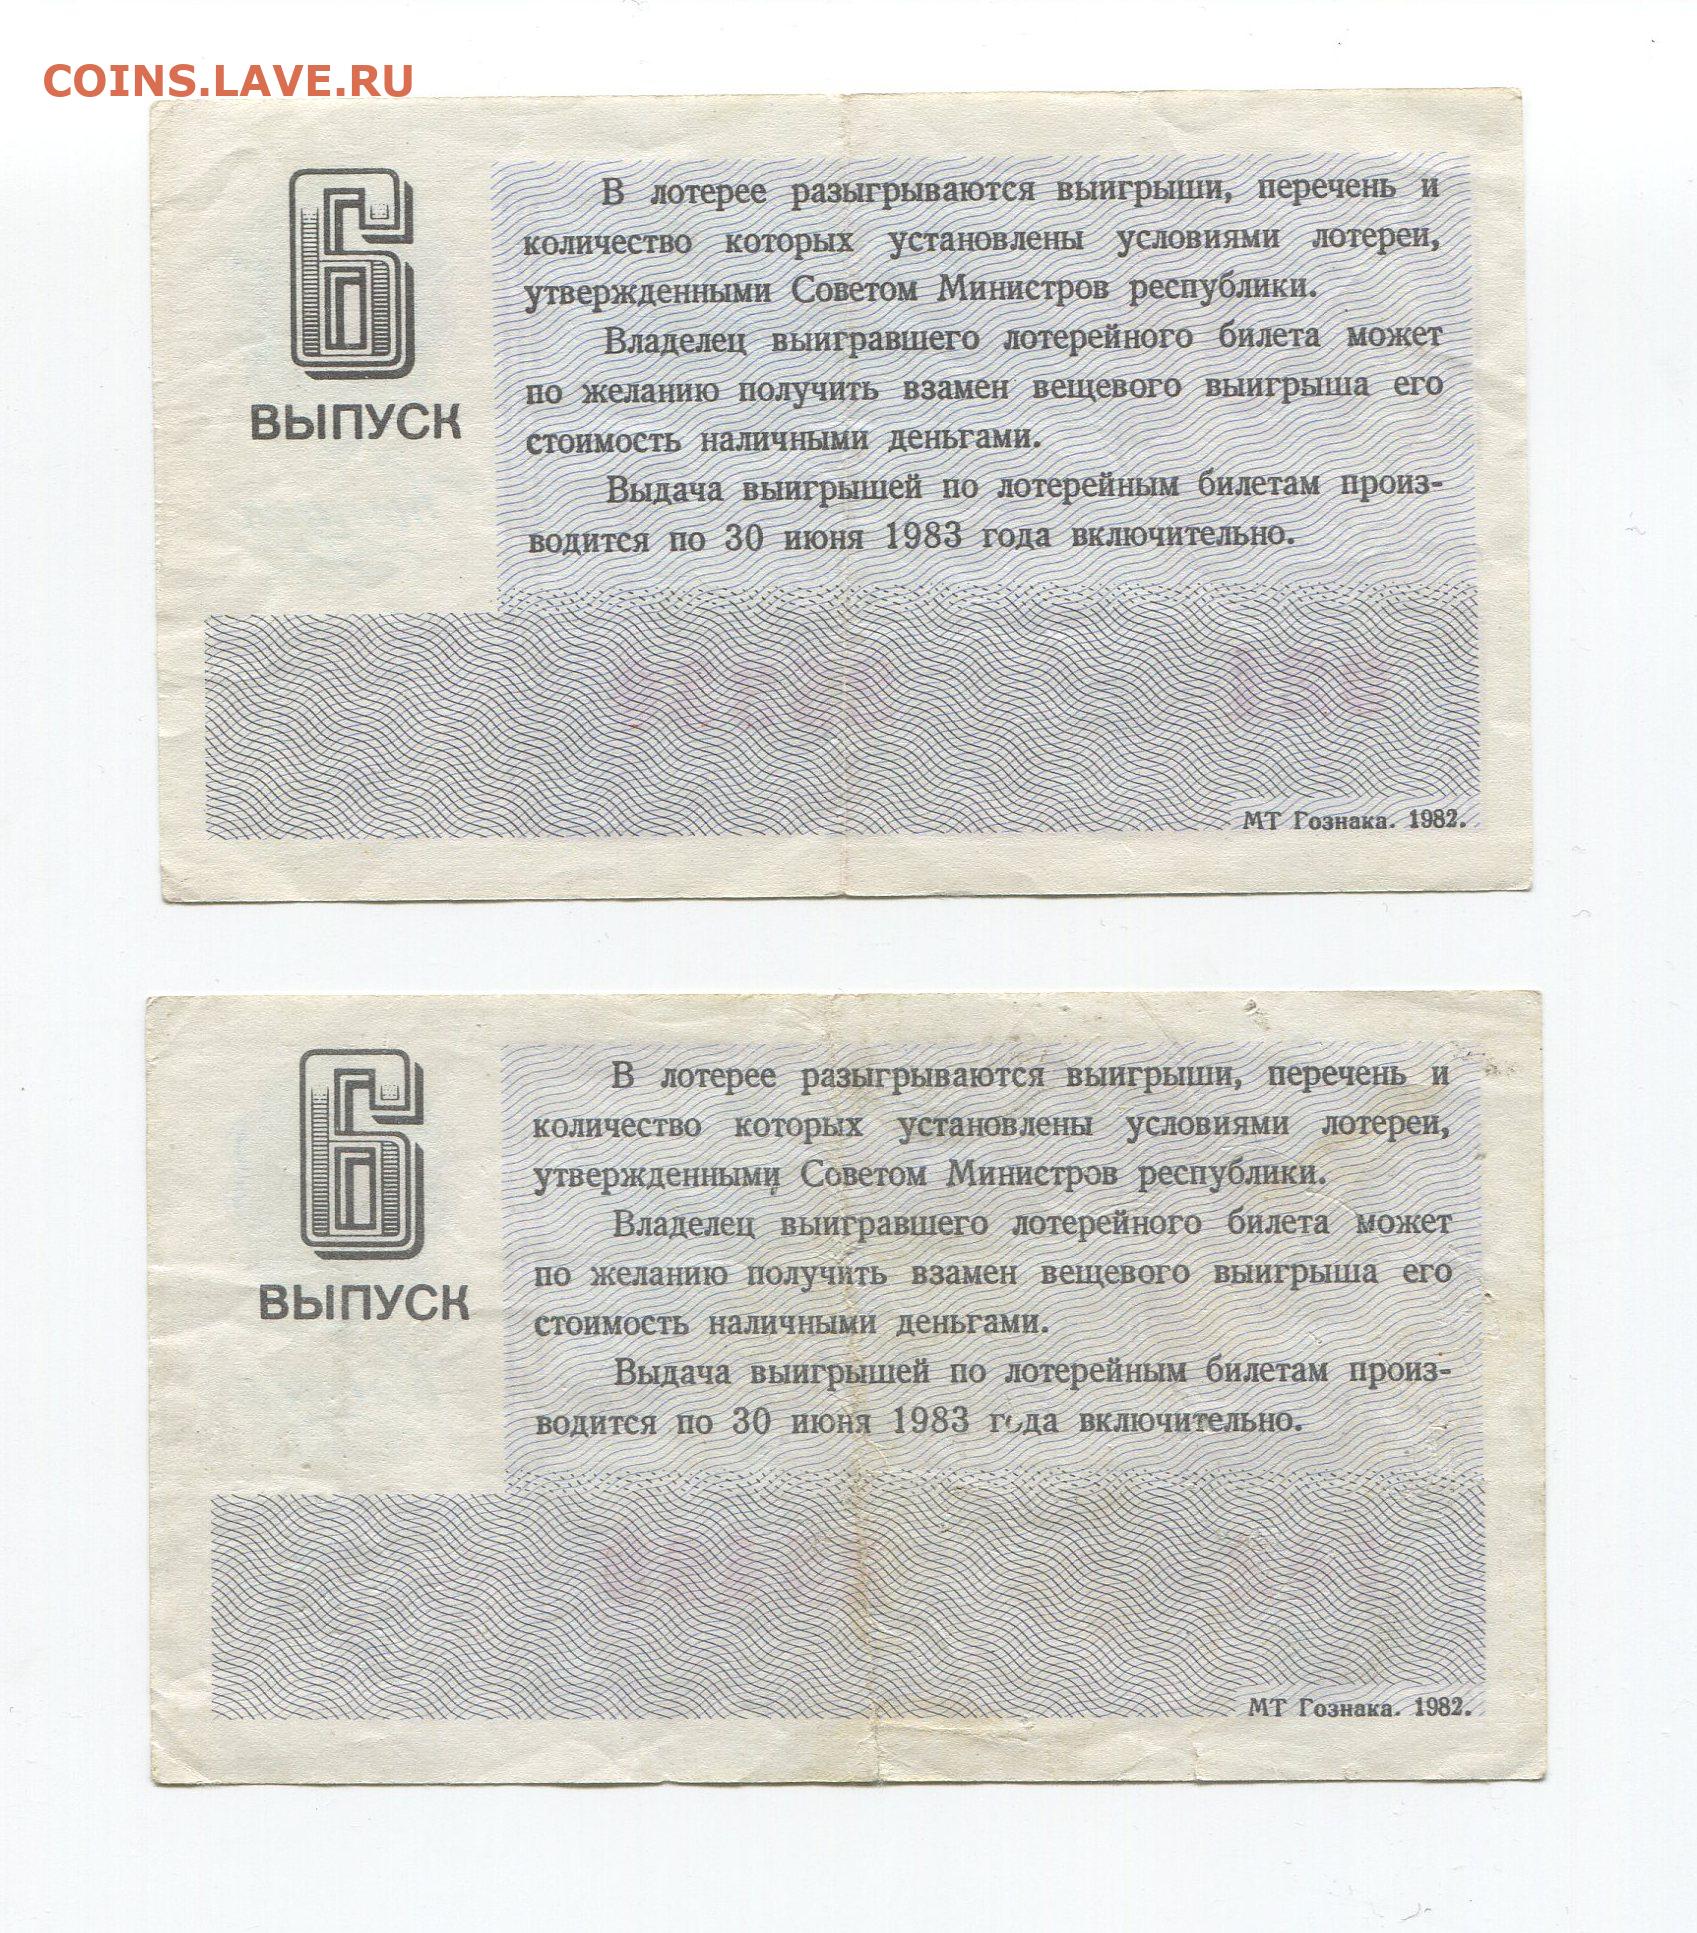 COINS.LAVE.RU
6
ВЫПУСК
В лотерее разыгрываются выигрыши, перечень и
количество которых установлены условиями лотереи,
утвержденными Советом Министров республики.
Владелец выигравшего лотерейного билета может
по желанию получить взамен вещевого выигрыша его
стоимость наличными деньгами.
Выдача выигрышей по лотерейным билетам произ-
водится по 30 июня 1983 года включительно.
МТ Гознака. 1982.
6
ВЫПУСК
В лотерее разыгрываются выигрыши, перечень и
количество которых установлены условиями лотереи,
утвержденными Советом Министров республики.
Владелец выигравшего лотерейного билета может
по желанию получить взамен вещевого выигрыша его
стоимость наличными деньгами.
Выдача выигрышей по лотерейным билетам произ-
водится по 30 июня 1983 года включительно.
МТ Гознака. 1982.